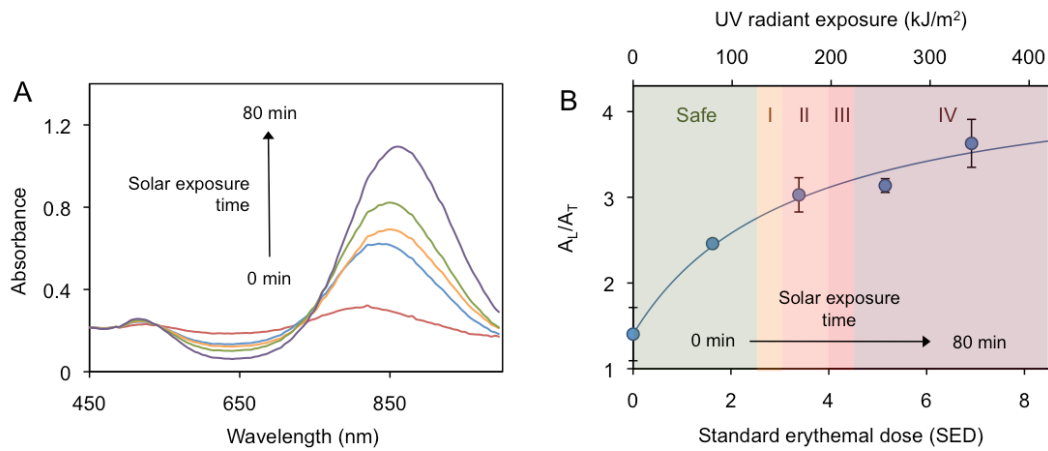 A
Absorbance
1.2
0.8
0.4
0
450
650
850
Wavelength (nm)
80 min
Solar exposure
time
0 min
B
UV radiant exposure (kJ/m²)
0
100
200
300
400
A_L/A_T
4
3
2
1
Safe
I
II
III
IV
Solar exposure
time
0 min
80 min
0
2
4
6
8
Standard erythemal dose (SED)